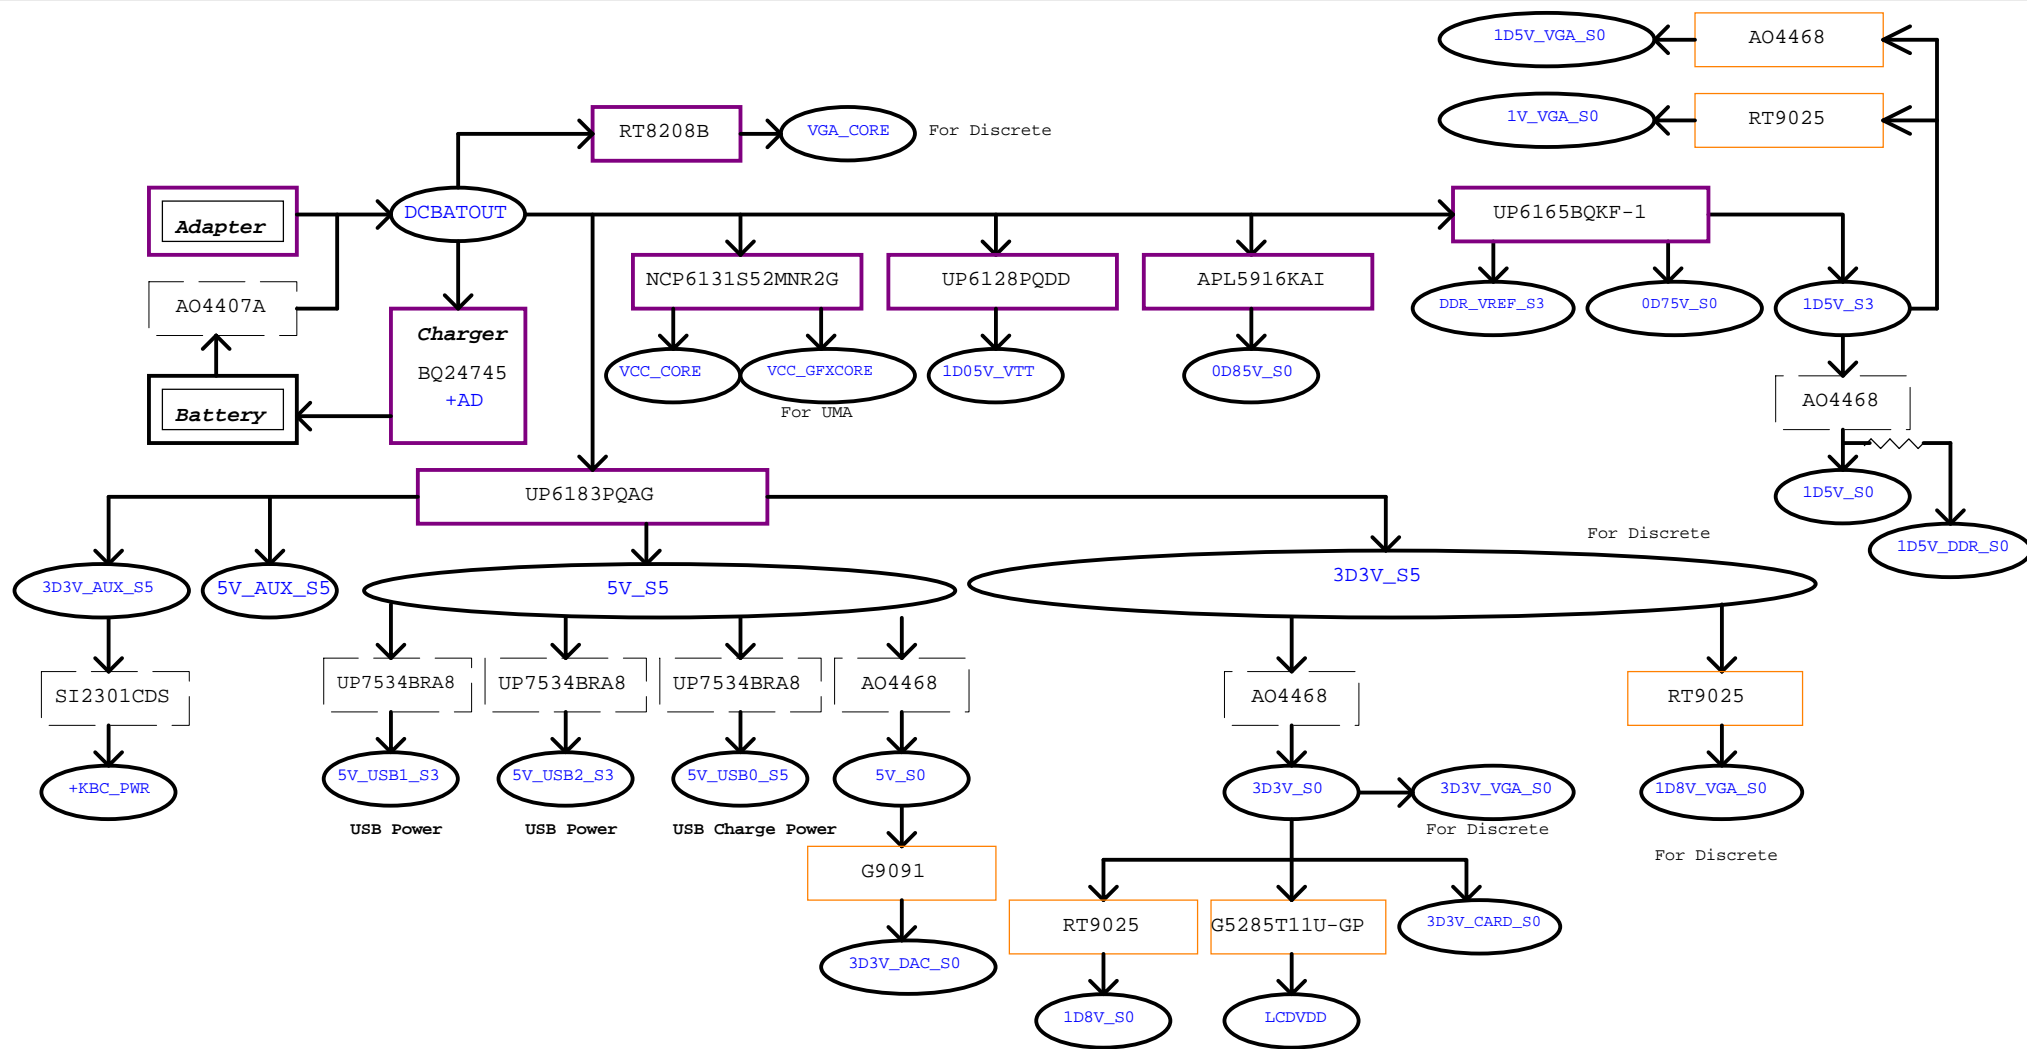 1D5V_VGA_S0
AO4468
1V_VGA_S0
RT9025
RT8208B
VGA_CORE
For Discrete
Adapter
DCBATOUT
UP6165BQKF-1
NCP6131S52MNR2G
UP6128PQDD
APL5916KAI
AO4407A
DDR_VREF_S3
0D75V_S0
1D5V_S3
Charger
BQ24745
+AD
VCC_CORE
VCC_GFXCORE
1D05V_VTT
0D85V_S0
For UMA
Battery
AO4468
UP6183PQAG
1D5V_S0
For Discrete
1D5V_DDR_S0
3D3V_AUX_S5
5V_AUX_S5
5V_S5
3D3V_S5
SI2301CDS
UP7534BRA8
UP7534BRA8
UP7534BRA8
AO4468
AO4468
RT9025
+KBC_PWR
5V_USB1_S3
5V_USB2_S3
5V_USB0_S5
5V_S0
3D3V_S0
3D3V_VGA_S0
1D8V_VGA_S0
USB Power
USB Power
USB Charge Power
For Discrete
For Discrete
G9091
RT9025
G5285T11U-GP
3D3V_CARD_S0
3D3V_DAC_S0
1D8V_S0
LCDVDD